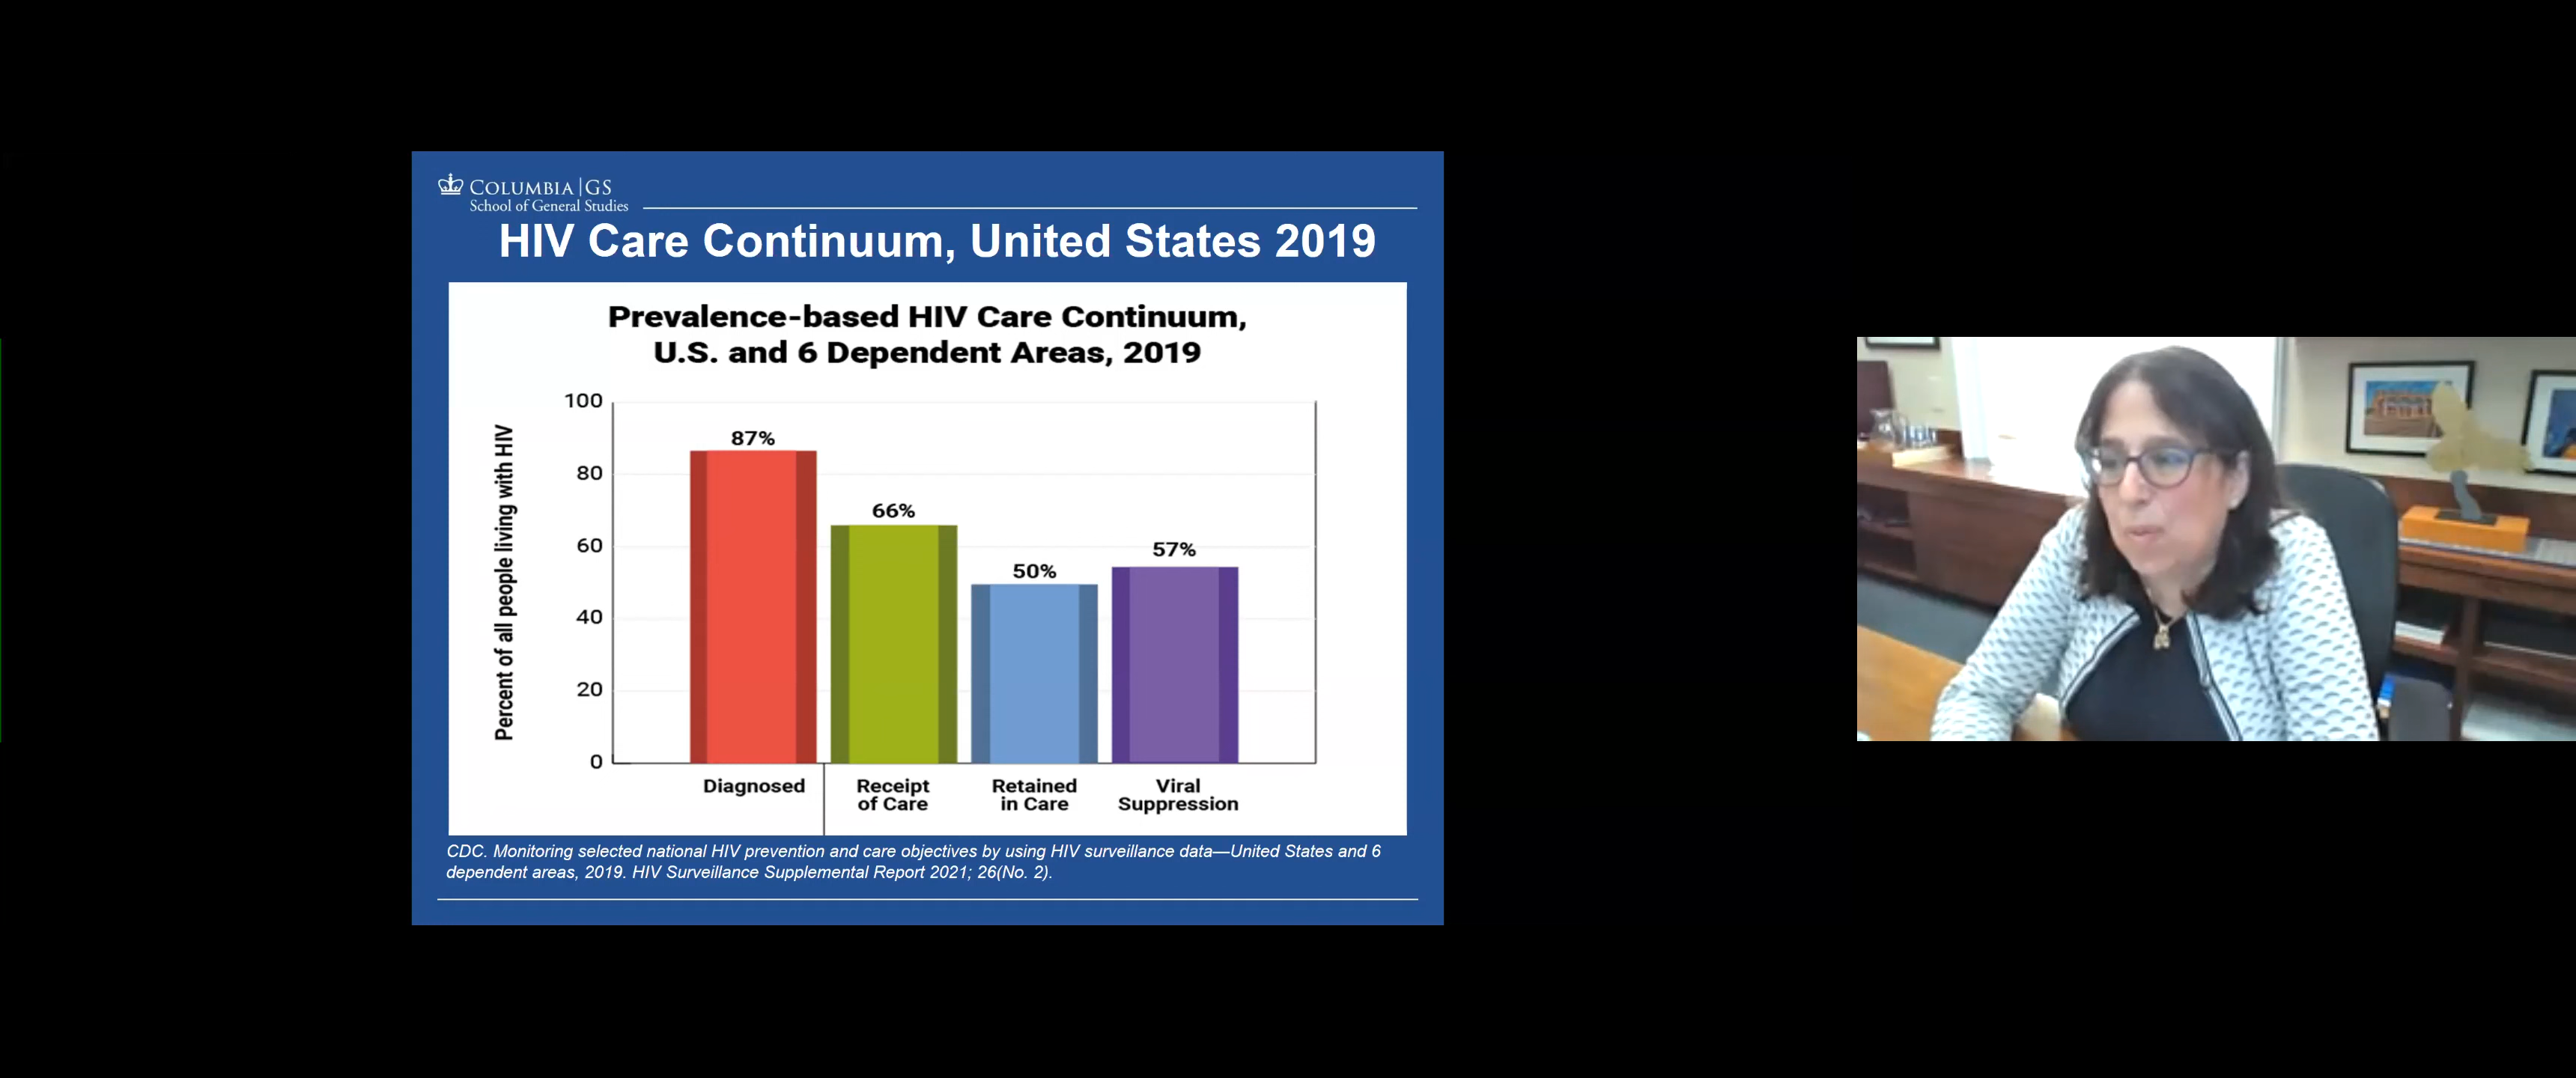 COLUMBIA|GS
School of General Studies
HIV Care Continuum, United States 2019
Prevalence-based HIV Care Continuum,
U.S. and 6 Dependent Areas, 2019
Percent of all people living with HIV
100
80
60
40
20
0
87%
66%
50%
57%
Diagnosed
Receipt
of Care
Retained
in Care
Viral
Suppression
CDC. Monitoring selected national HIV prevention and care objectives by using HIV surveillance data—United States and 6
dependent areas, 2019. HIV Surveillance Supplemental Report 2021; 26(No. 2).